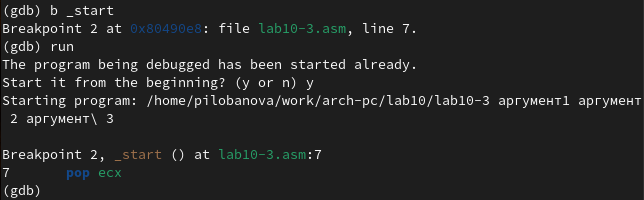 (gdb) b _start
Breakpoint 2 at 0x80490e8: file lab10-3.asm, line 7.
(gdb) run
The program being debugged has been started already.
Start it from the beginning? (y or n) y
Starting program: /home/pilobanova/work/arch-pc/lab10/lab10-3 аргумент1 аргумент
 2 аргумент\ 3
Breakpoint 2, _start () at lab10-3.asm:7
7       pop ecx
(gdb)